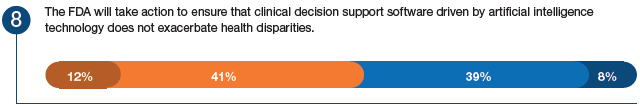 8
The FDA will take action to ensure that clinical decision support software driven by artificial intelligence
technology does not exacerbate health disparities.
12% 41% 39% 8%